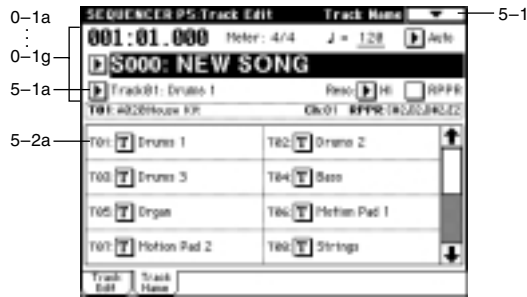 0–1a
:
0–1g
5–1a
5–2a
5–1
SEQUENCER P5:Track Edit Track Name
001:01.000 Meter: 4/4 ♩ = 120 Auto
S000: NEW SONG
Track01: Drums 1 Reso: Hi RPPR
T01: House Kit Ch:01 RPPR:
T01: T Drums 1 T02: T Drums 2
T03: T Drums 3 T04: T Bass
T05: T Organ T06: T Motion Pad 1
T07: T Motion Pad 2 T08: T Strings
Track Edit Track Name